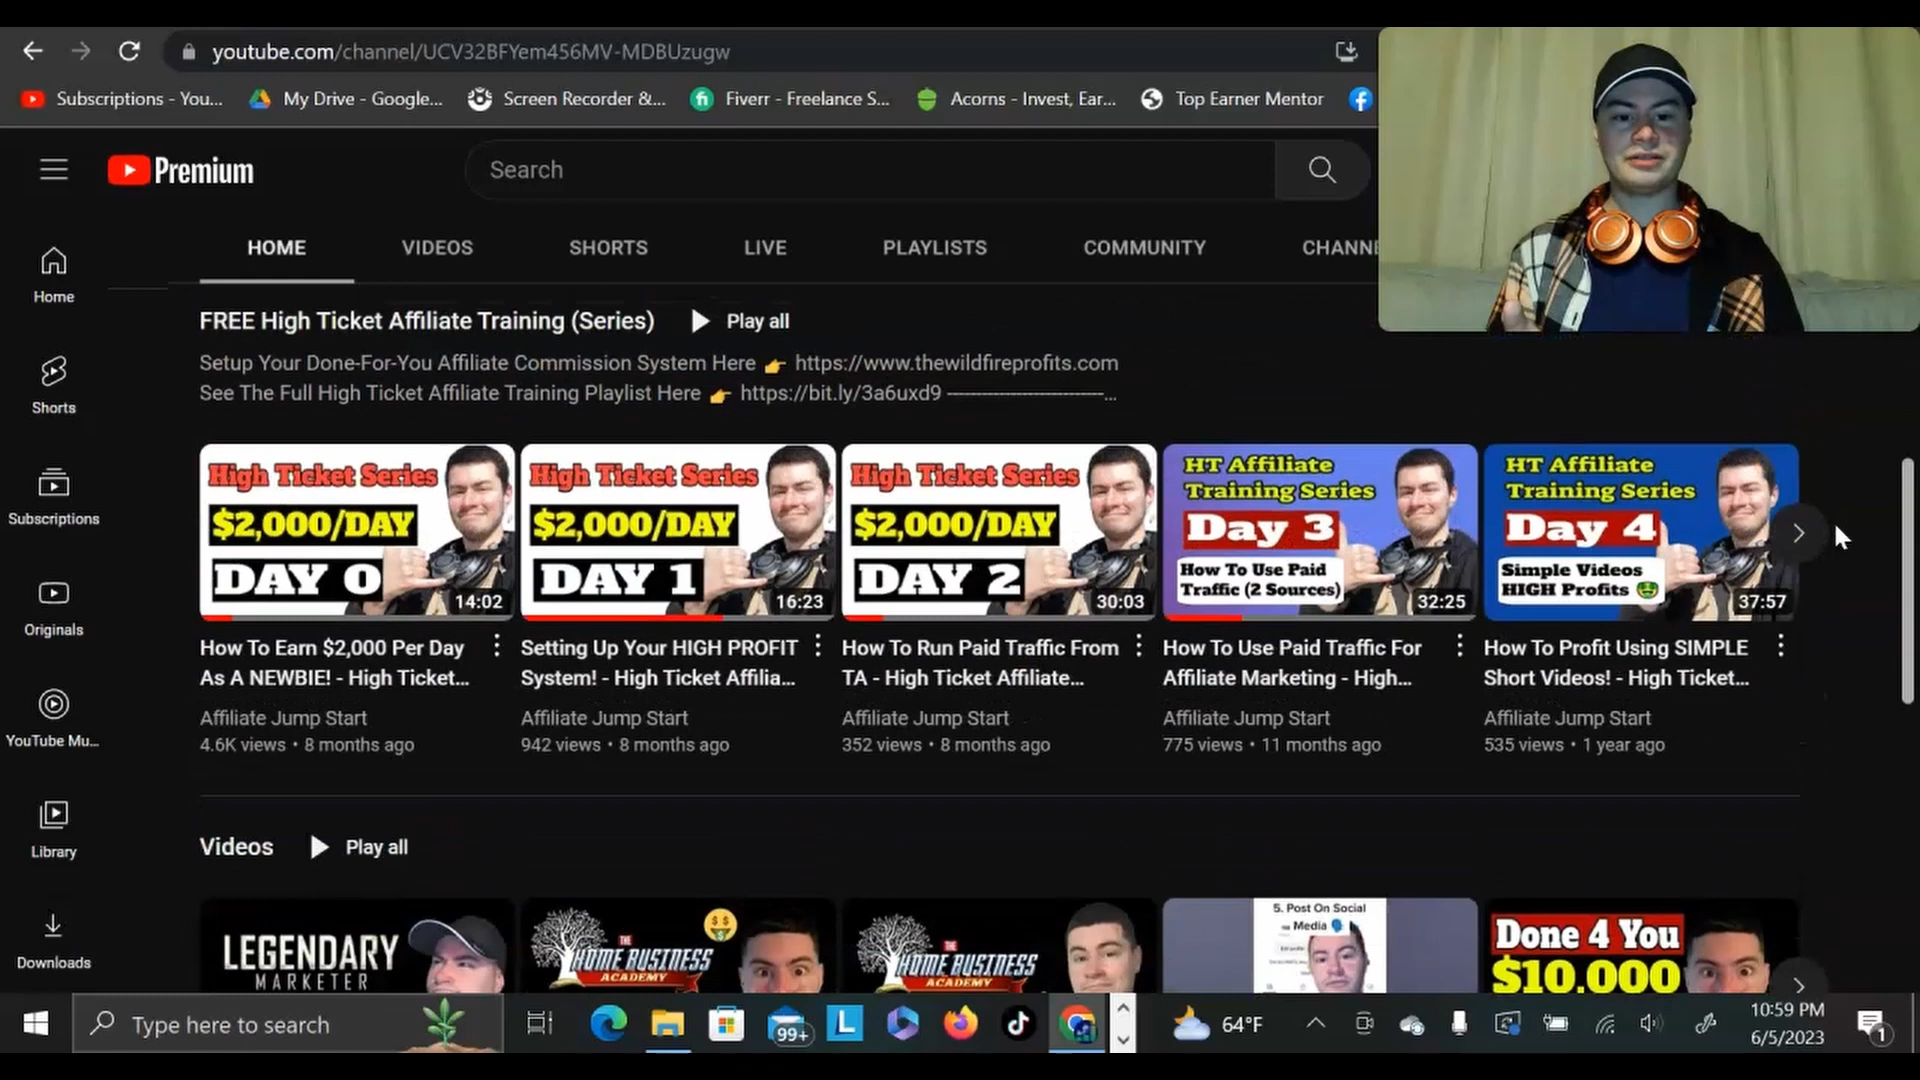 youtube.com/channel/UCV32BFYem456MV-MDBUzugw
Subscriptions - You... My Drive - Google... Screen Recorder &... Fiverr - Freelance S... Acorns - Invest, Ear... Top Earner Mentor
Premium
Search
HOME VIDEOS SHORTS LIVE PLAYLISTS COMMUNITY CHANNE
Home
Shorts
Subscriptions
Originals
YouTube Mu...
Library
Downloads
FREE High Ticket Affiliate Training (Series) Play all
Setup Your Done-For-You Affiliate Commission System Here 👉 https://www.thewildfireprofits.com
See The Full High Ticket Affiliate Training Playlist Here 👉 https://bit.ly/3a6uxd9 ---------------------------...
High Ticket Series
$2,000/DAY
DAY 0
14:02
How To Earn $2,000 Per Day
As A NEWBIE! - High Ticket...
Affiliate Jump Start
4.6K views • 8 months ago
High Ticket Series
$2,000/DAY
DAY 1
16:23
Setting Up Your HIGH PROFIT
System! - High Ticket Affilia...
Affiliate Jump Start
942 views • 8 months ago
High Ticket Series
$2,000/DAY
DAY 2
30:03
How To Run Paid Traffic From
TA - High Ticket Affiliate...
Affiliate Jump Start
352 views • 8 months ago
HT Affiliate
Training Series
Day 3
How To Use Paid
Traffic (2 Sources)
32:25
How To Use Paid Traffic For
Affiliate Marketing - High...
Affiliate Jump Start
775 views • 11 months ago
HT Affiliate
Training Series
Day 4
Simple Videos
HIGH Profits 🤑
37:57
How To Profit Using SIMPLE
Short Videos! - High Ticket...
Affiliate Jump Start
535 views • 1 year ago
Videos Play all
LEGENDARY
MARKETER
THE
HOME BUSINESS
ACADEMY
THE
HOME BUSINESS
ACADEMY
5. Post On Social
Media
Done 4 You
$10,000
Type here to search
99+
L
64°F
10:59 PM
6/5/2023
1